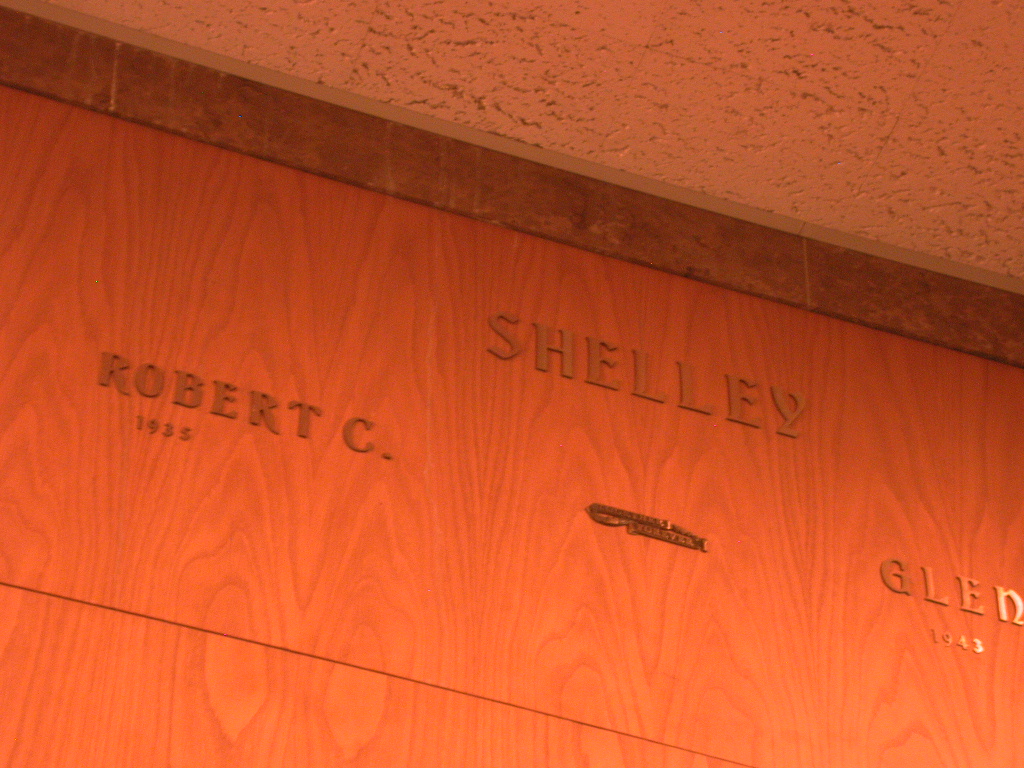 SHELLEY
ROBERT C.
1935
GLEN
1943